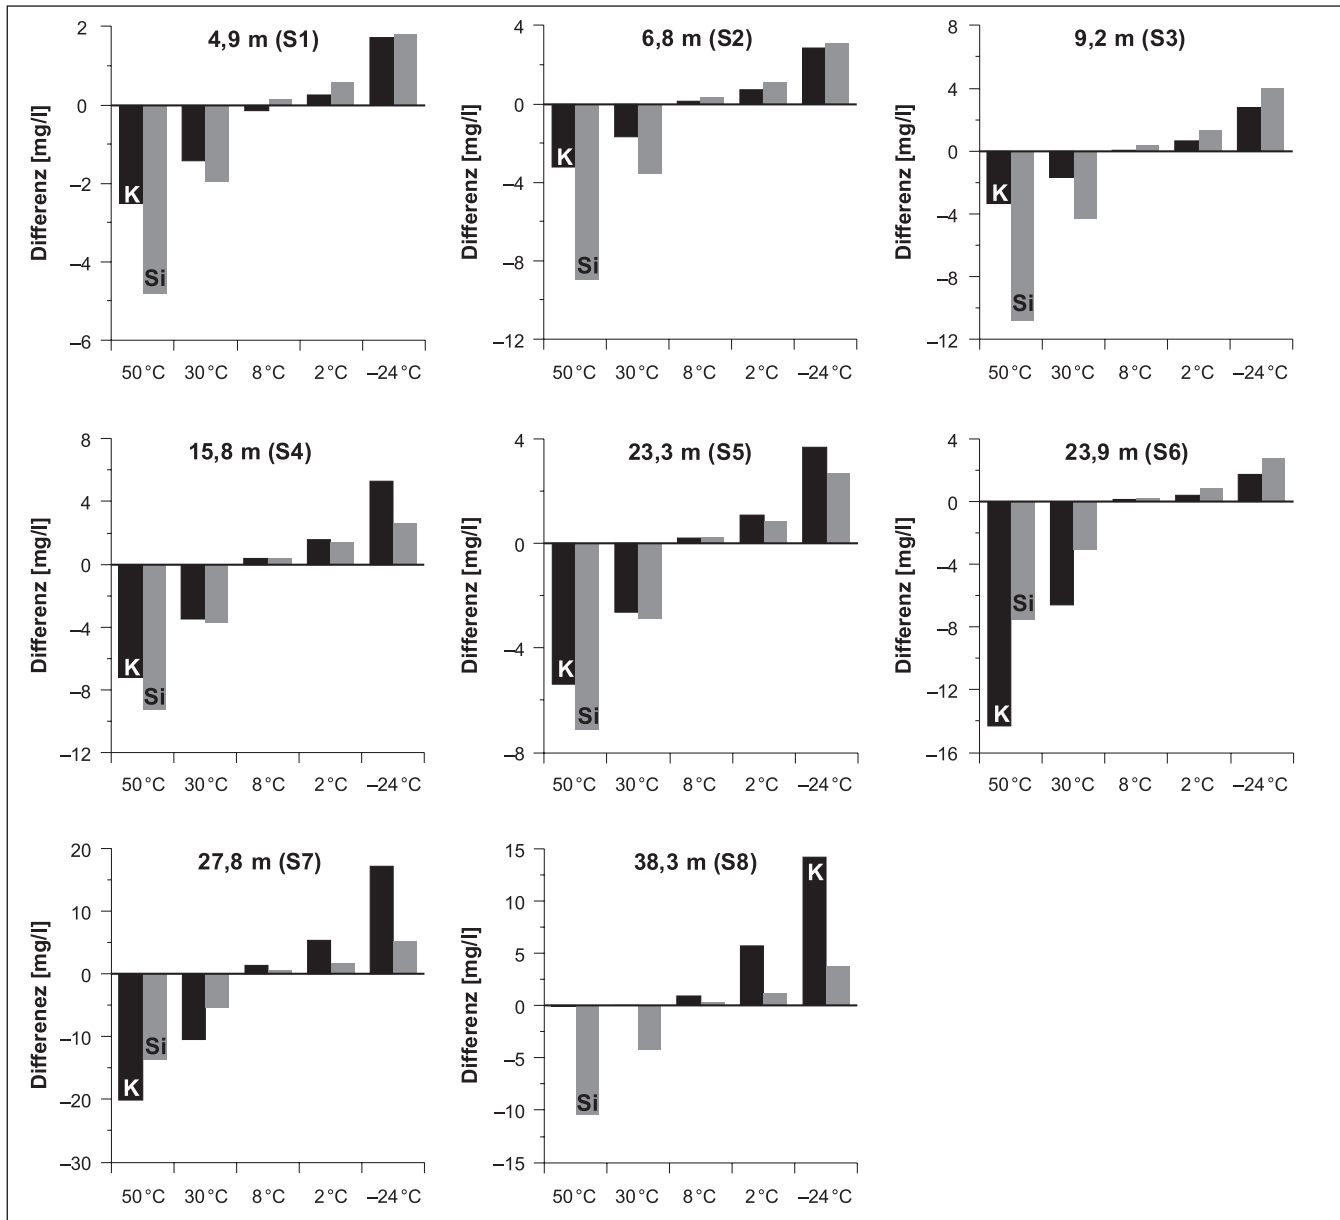 4,9 m (S1)
Differenz [mg/l]
2
0
–2
–4
–6
K
Si
50 °C 30 °C 8 °C 2 °C –24 °C
6,8 m (S2)
Differenz [mg/l]
4
0
–4
–8
–12
K
Si
50 °C 30 °C 8 °C 2 °C –24 °C
9,2 m (S3)
Differenz [mg/l]
8
4
0
–4
–8
–12
K
Si
50 °C 30 °C 8 °C 2 °C –24 °C
15,8 m (S4)
Differenz [mg/l]
8
4
0
–4
–8
–12
K
Si
50 °C 30 °C 8 °C 2 °C –24 °C
23,3 m (S5)
Differenz [mg/l]
4
0
–4
–8
K
Si
50 °C 30 °C 8 °C 2 °C –24 °C
23,9 m (S6)
Differenz [mg/l]
4
0
–4
–8
–12
–16
Si
K
50 °C 30 °C 8 °C 2 °C –24 °C
27,8 m (S7)
Differenz [mg/l]
20
10
0
–10
–20
–30
Si
K
50 °C 30 °C 8 °C 2 °C –24 °C
38,3 m (S8)
Differenz [mg/l]
15
10
5
0
–5
–10
–15
K
Si
50 °C 30 °C 8 °C 2 °C –24 °C